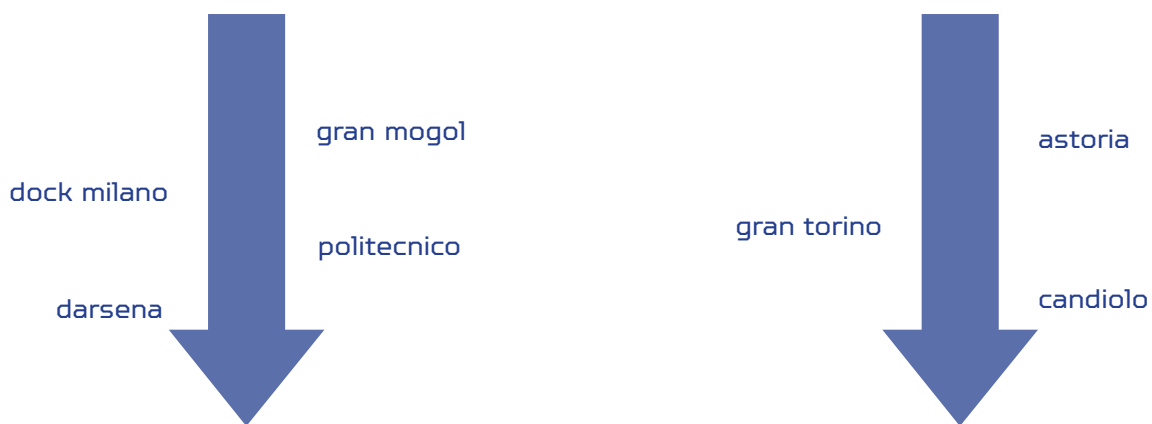 gran mogol
dock milano
politecnico
darsena
astoria
gran torino
candiolo